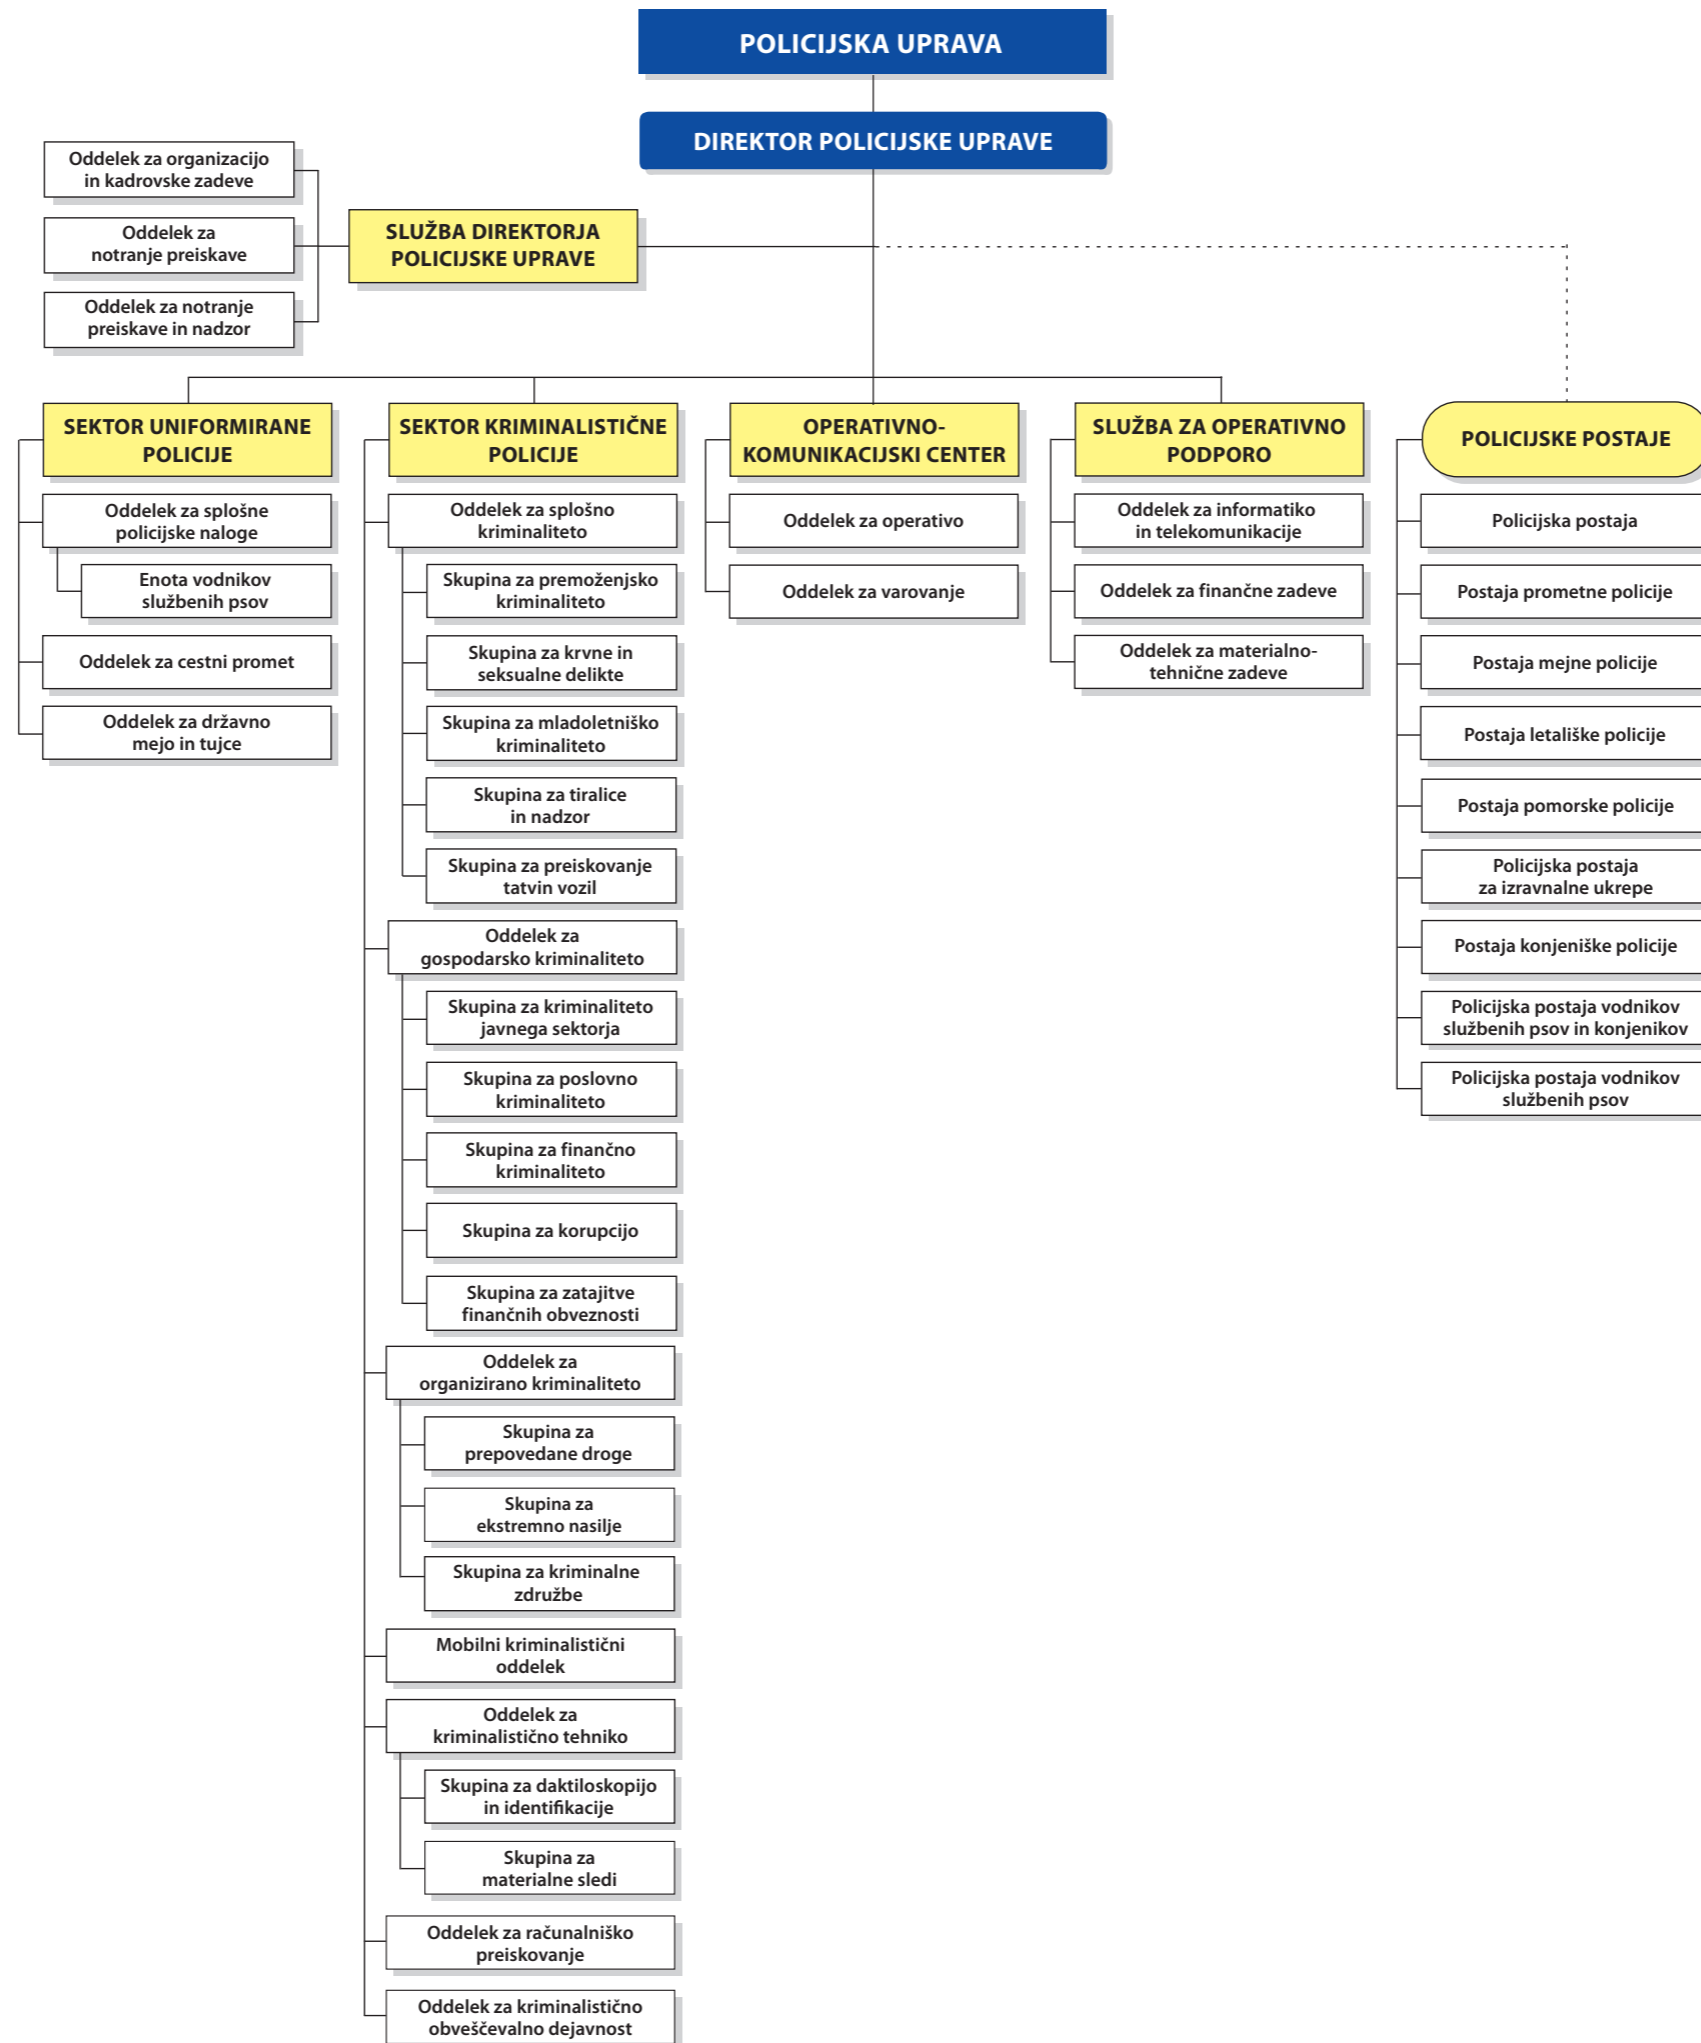 POLICIJSKA UPRAVA
DIREKTOR POLICIJSKE UPRAVE
Oddelek za organizacijo
in kadrovske zadeve
Oddelek za
notranje preiskave
Oddelek za notranje
preiskave in nadzor
SLUŽBA DIREKTORJA
POLICIJSKE UPRAVE
SEKTOR UNIFORMIRANE
POLICIJE
Oddelek za splošne
policijske naloge
Enota vodnikov
službenih psov
Oddelek za cestni promet
Oddelek za državno
mejo in tujce
SEKTOR KRIMINALISTIČNE
POLICIJE
Oddelek za splošno
kriminaliteto
Skupina za premoženjsko
kriminaliteto
Skupina za krvne in
seksualne delikte
Skupina za mladoletniško
kriminaliteto
Skupina za tiralice
in nadzor
Skupina za preiskovanje
tatvin vozil
Oddelek za
gospodarsko kriminaliteto
Skupina za kriminaliteto
javnega sektorja
Skupina za poslovno
kriminaliteto
Skupina za finančno
kriminaliteto
Skupina za korupcijo
Skupina za zatajitve
finančnih obveznosti
Oddelek za
organizirano kriminaliteto
Skupina za
prepovedane droge
Skupina za
ekstremno nasilje
Skupina za kriminalne
združbe
Mobilni kriminalistični
oddelek
Oddelek za
kriminalistično tehniko
Skupina za daktiloskopijo
in identifikacije
Skupina za
materialne sledi
Oddelek za računalniško
preiskovanje
Oddelek za kriminalistično
obveščevalno dejavnost
OPERATIVNO-
KOMUNIKACIJSKI CENTER
Oddelek za operativo
Oddelek za varovanje
SLUŽBA ZA OPERATIVNO
PODPORO
Oddelek za informatiko
in telekomunikacije
Oddelek za finančne zadeve
Oddelek za materialno-
tehnične zadeve
POLICIJSKE POSTAJE
Policijska postaja
Postaja prometne policije
Postaja mejne policije
Postaja letališke policije
Postaja pomorske policije
Policijska postaja
za izravnalne ukrepe
Postaja konjeniške policije
Policijska postaja vodnikov
službenih psov in konjenikov
Policijska postaja vodnikov
službenih psov